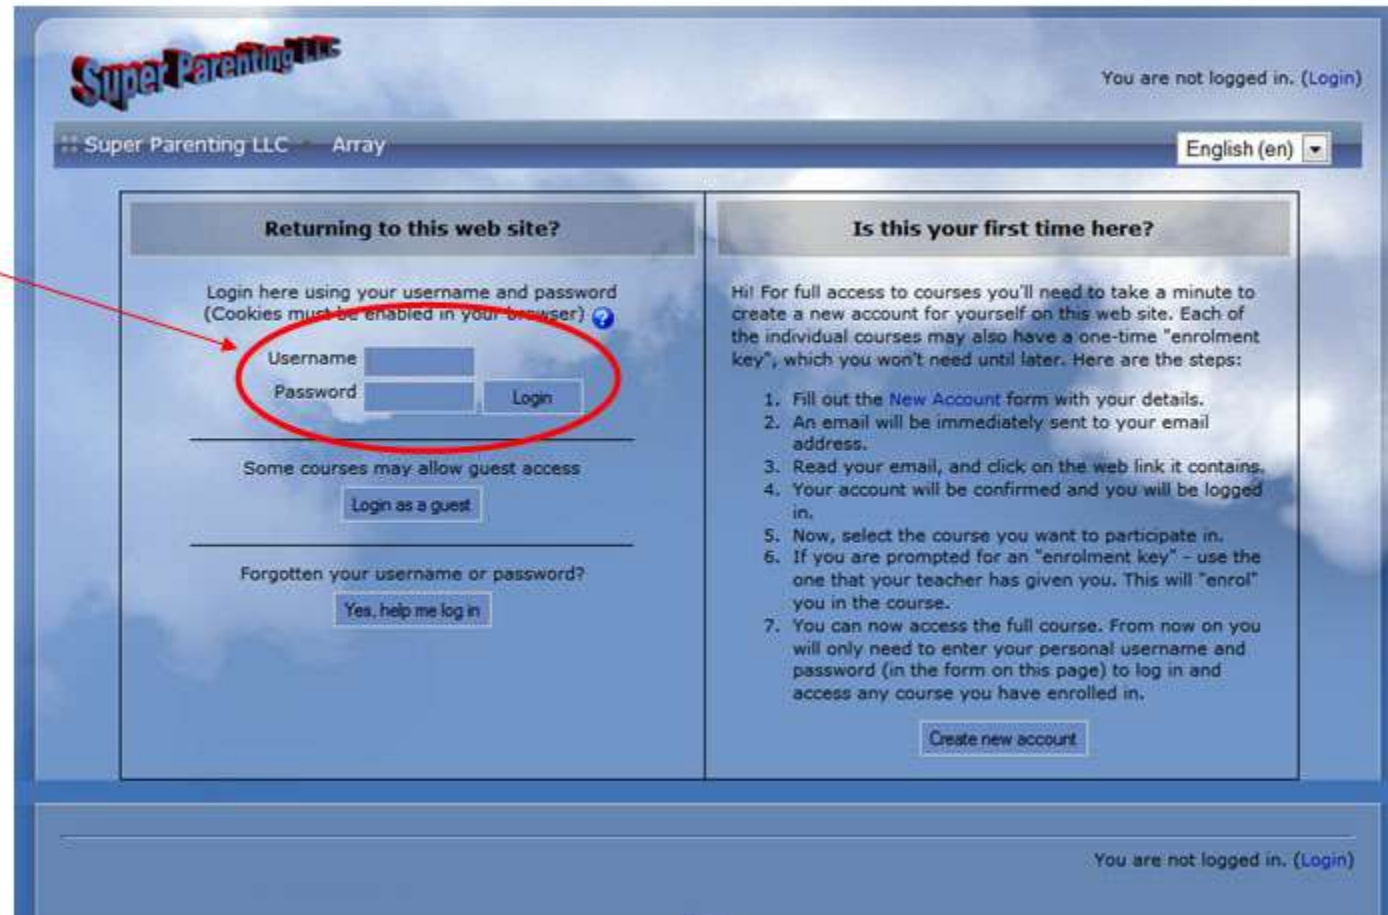 Super Parenting LLC
You are not logged in. (Login)
Super Parenting LLC Array
English (en)
Returning to this web site?
Login here using your username and password
(Cookies must be enabled in your browser)
Username
Password
Login
Some courses may allow guest access
Login as a guest
Forgotten your username or password?
Yes, help me log in
Is this your first time here?
Hi! For full access to courses you'll need to take a minute to
create a new account for yourself on this web site. Each of
the individual courses may also have a one-time "enrolment
key", which you won't need until later. Here are the steps:
1. Fill out the New Account form with your details.
2. An email will be immediately sent to your email
address.
3. Read your email, and click on the web link it contains.
4. Your account will be confirmed and you will be logged
in.
5. Now, select the course you want to participate in.
6. If you are prompted for an "enrolment key" - use the
one that your teacher has given you. This will "enrol"
you in the course.
7. You can now access the full course. From now on you
will only need to enter your personal username and
password (in the form on this page) to log in and
access any course you have enrolled in.
Create new account
You are not logged in. (Login)